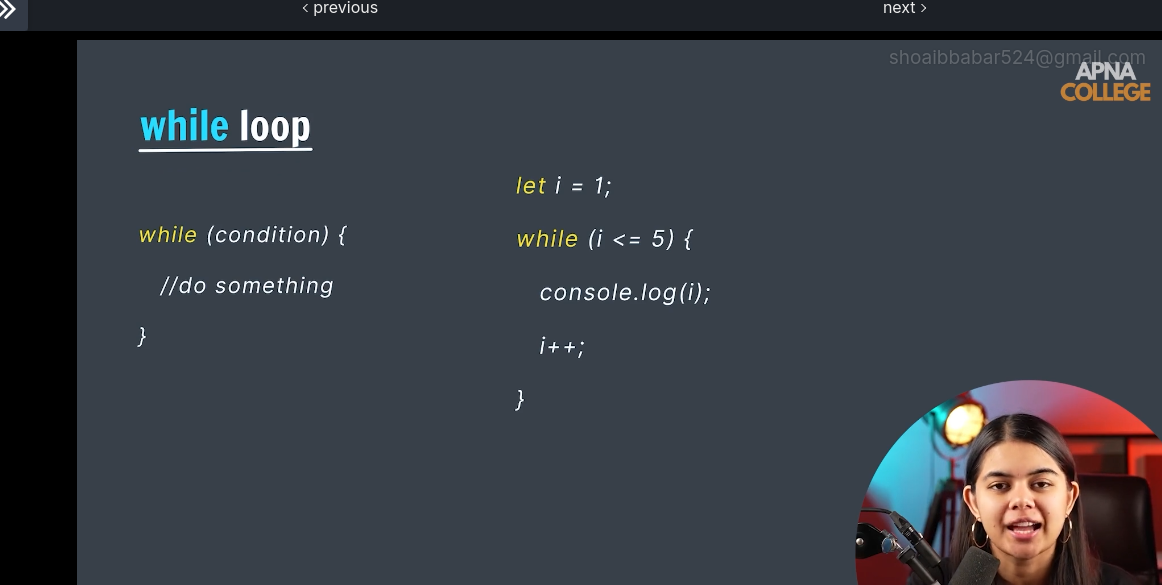 ‹ previous
next ›
shoaibbabar524@gmail.com
APNA
COLLEGE
while loop
while (condition) {
//do something
}
let i = 1;
while (i <= 5) {
console.log(i);
i++;
}